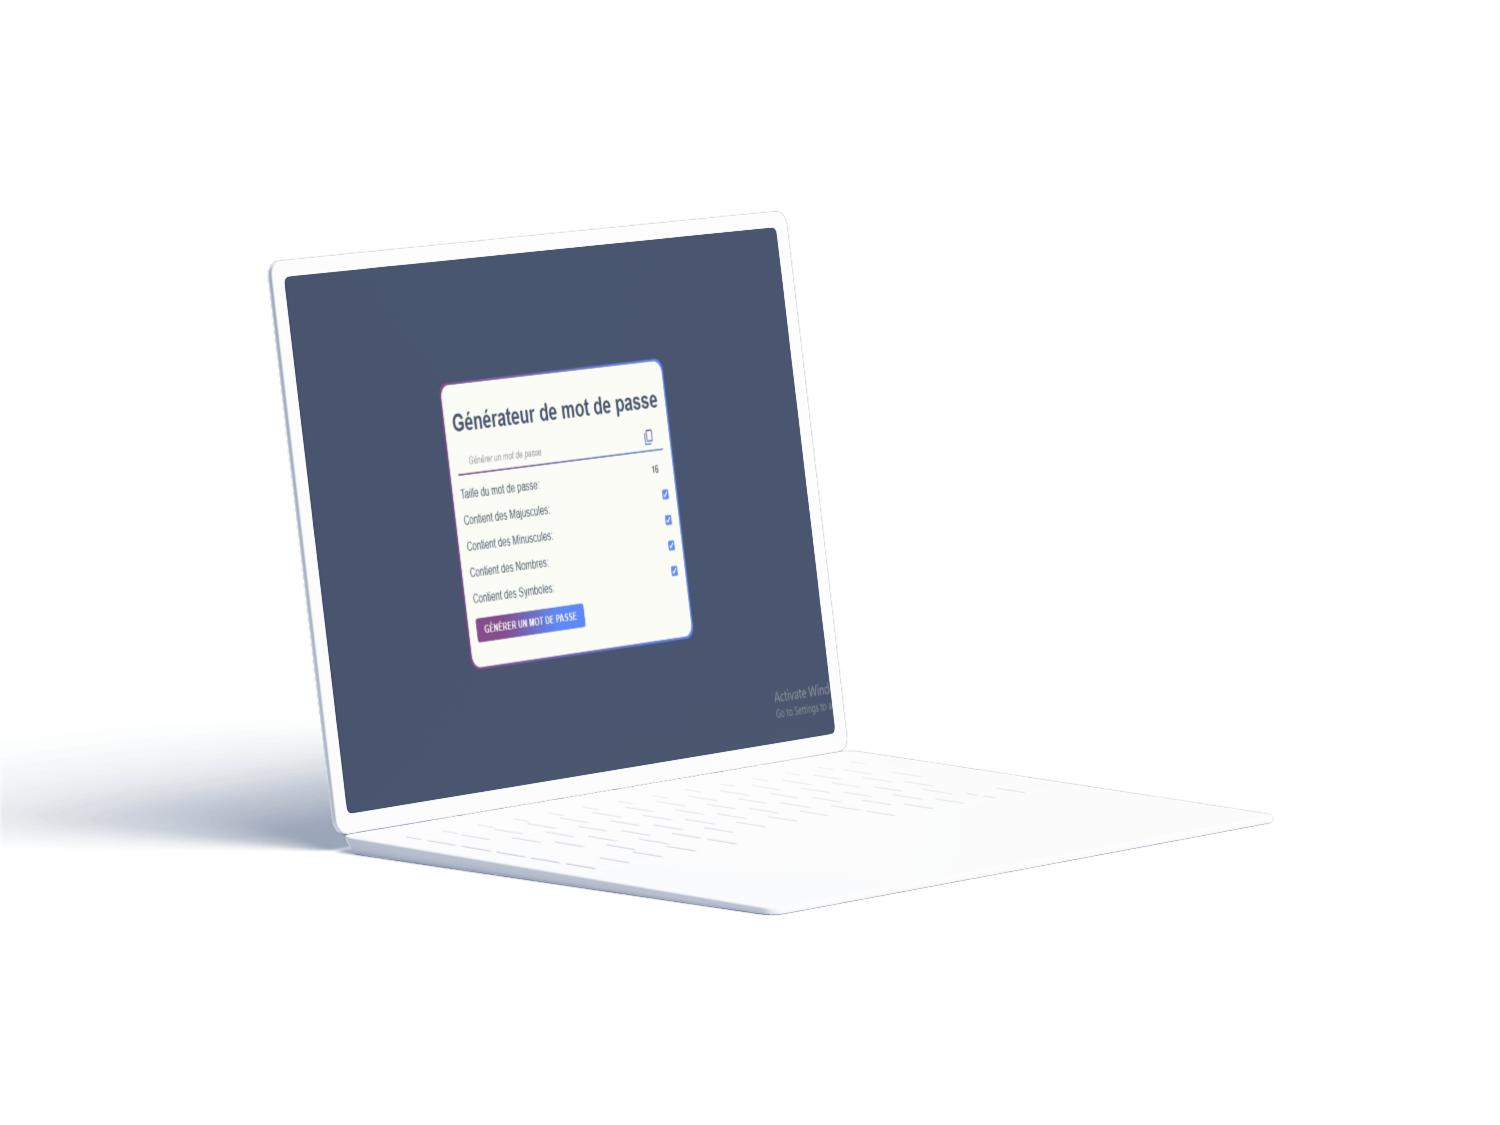 Générateur de mot de passe
Générer un mot de passe
Taille du mot de passe: 16
Contient des Majuscules:
Contient des Minuscules:
Contient des Nombres:
Contient des Symboles:
GÉNÉRER UN MOT DE PASSE
Activate Wind
Go to Settings to a